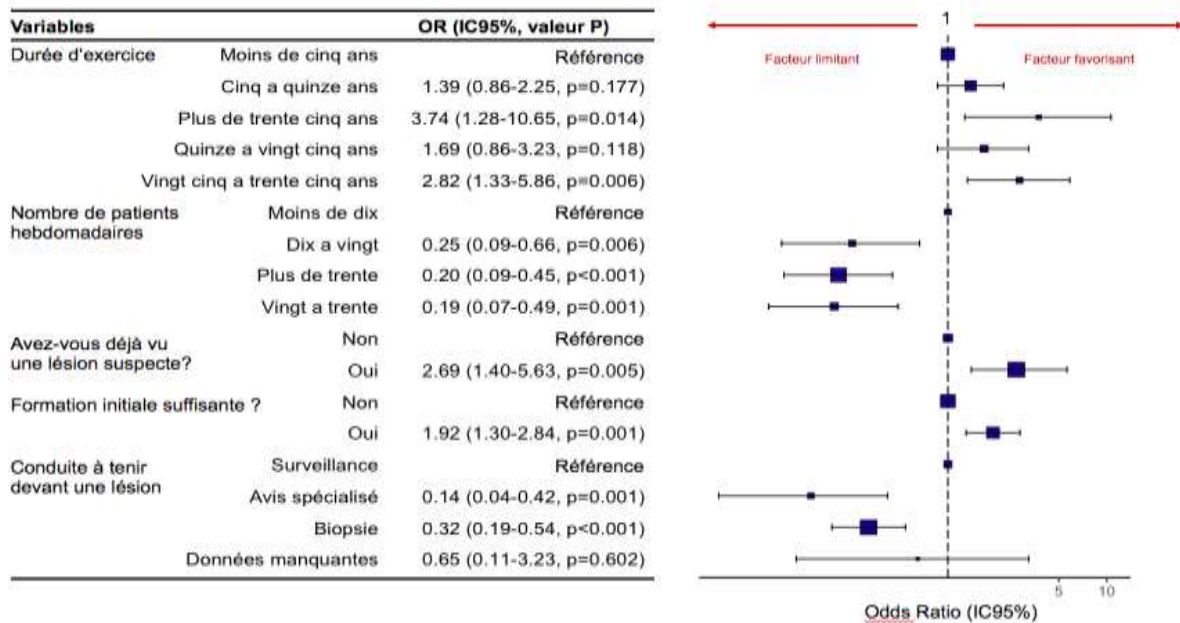 Variables OR (IC95%, valeur P)
Durée d'exercice Moins de cinq ans Référence
Cinq a quinze ans 1.39 (0.86-2.25, p=0.177)
Plus de trente cinq ans 3.74 (1.28-10.65, p=0.014)
Quinze a vingt cinq ans 1.69 (0.86-3.23, p=0.118)
Vingt cinq a trente cinq ans 2.82 (1.33-5.86, p=0.006)
Nombre de patients hebdomadaires Moins de dix Référence
Dix a vingt 0.25 (0.09-0.66, p=0.006)
Plus de trente 0.20 (0.09-0.45, p<0.001)
Vingt a trente 0.19 (0.07-0.49, p=0.001)
Avez-vous déjà vu une lésion suspecte? Non Référence
Oui 2.69 (1.40-5.63, p=0.005)
Formation initiale suffisante ? Non Référence
Oui 1.92 (1.30-2.84, p=0.001)
Conduite à tenir devant une lésion Surveillance Référence
Avis spécialisé 0.14 (0.04-0.42, p=0.001)
Biopsie 0.32 (0.19-0.54, p<0.001)
Données manquantes 0.65 (0.11-3.23, p=0.602)
1
Facteur limitant Facteur favorisant
5 10
Odds Ratio (IC95%)